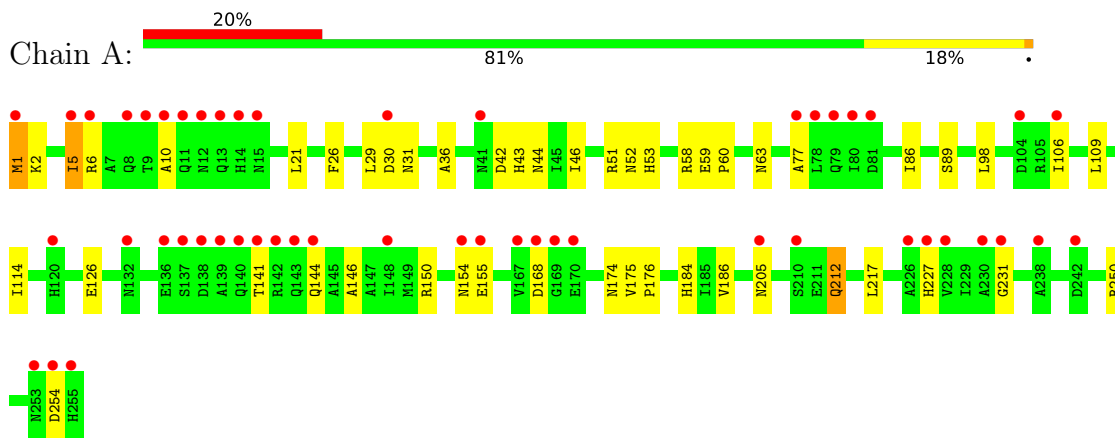 20%
Chain A:
81% 18% •
M1 K2 I5 R6 A7 Q8 T9 A10 Q11 N12 Q13 H14 N15 L21 F26 L29 D30 N31 A36 N41 D42 H43 N44 I45 I46 R51 N52 H53 R58 E59 P60 N63 A77 L78 Q79 I80 D81 I86 S89 L98 D104 R105 I106 L109
I114 H120 E126 N132 E136 S137 D138 A139 Q140 T141 R142 Q143 Q144 A145 A146 A147 I148 M149 R150 N154 E155 V167 D168 G169 E170 N174 V175 P176 H184 I185 V186 N205 S210 E211 Q212 L217 A226 H227 V228 I229 A230 G231 A238 D242
N253 D254 H255